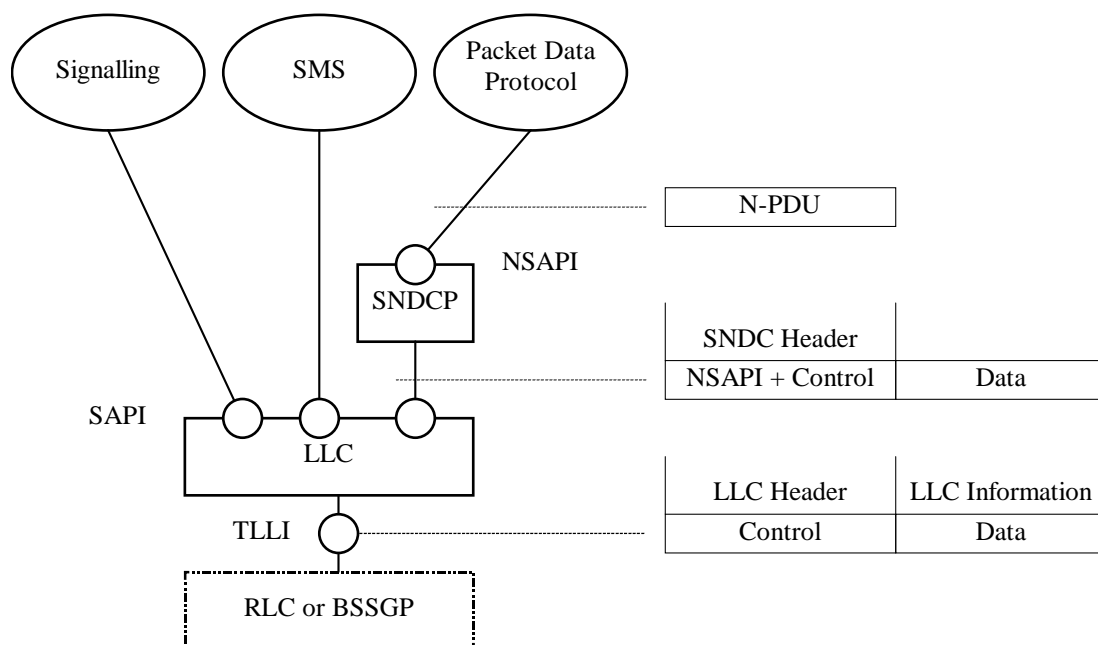 Signalling
SMS
Packet Data
Protocol
N-PDU
NSAPI
SNDCP
SNDC Header
NSAPI + Control
Data
SAPI
LLC
LLC Header
LLC Information
TLLI
Control
Data
RLC or BSSGP